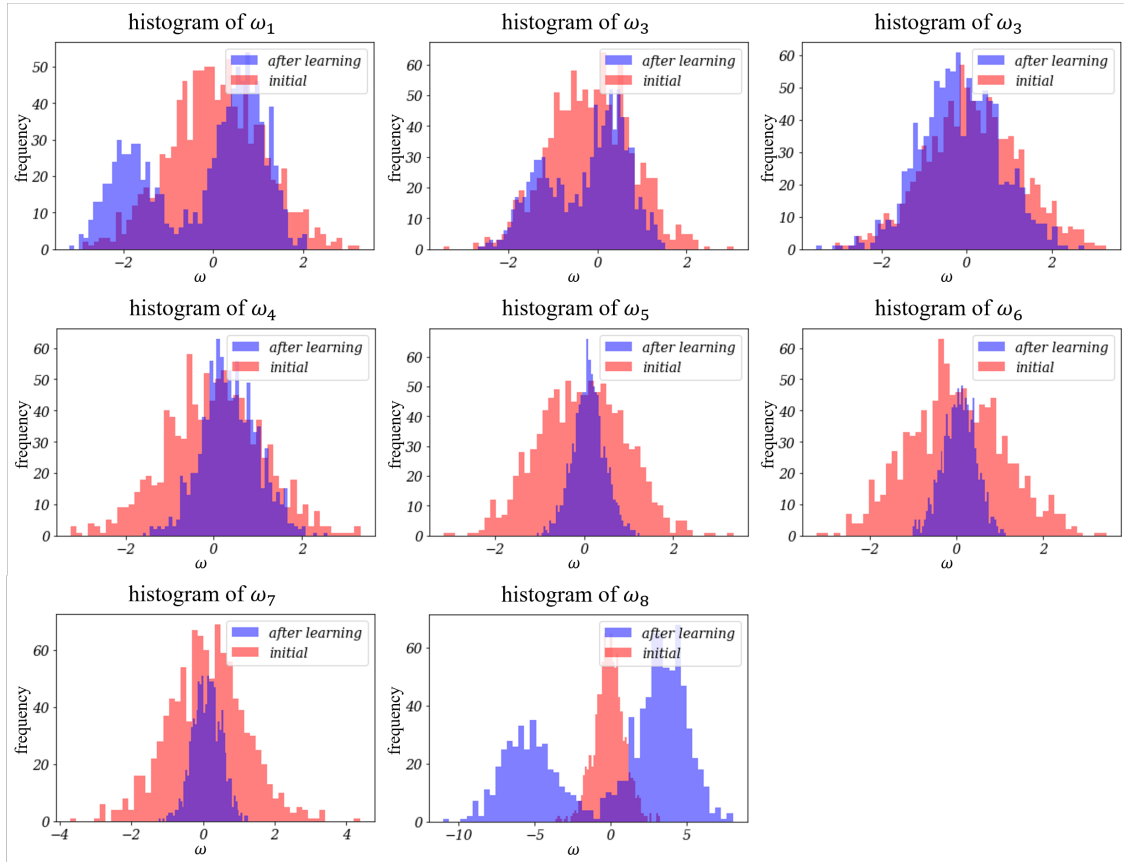 histogram of ω₁
after learning
initial
frequency
50
40
30
20
10
0
−2
0
2
ω
histogram of ω₃
after learning
initial
frequency
60
50
40
30
20
10
0
−2
0
2
ω
histogram of ω₃
after learning
initial
frequency
60
50
40
30
20
10
0
−2
0
2
ω
histogram of ω₄
after learning
initial
frequency
60
50
40
30
20
10
0
−2
0
2
ω
histogram of ω₅
after learning
initial
frequency
60
50
40
30
20
10
0
−2
0
2
ω
histogram of ω₆
after learning
initial
frequency
60
50
40
30
20
10
0
−2
0
2
ω
histogram of ω₇
after learning
initial
frequency
60
40
20
0
−4
−2
0
2
4
ω
histogram of ω₈
after learning
initial
frequency
60
40
20
0
−10
−5
0
5
ω